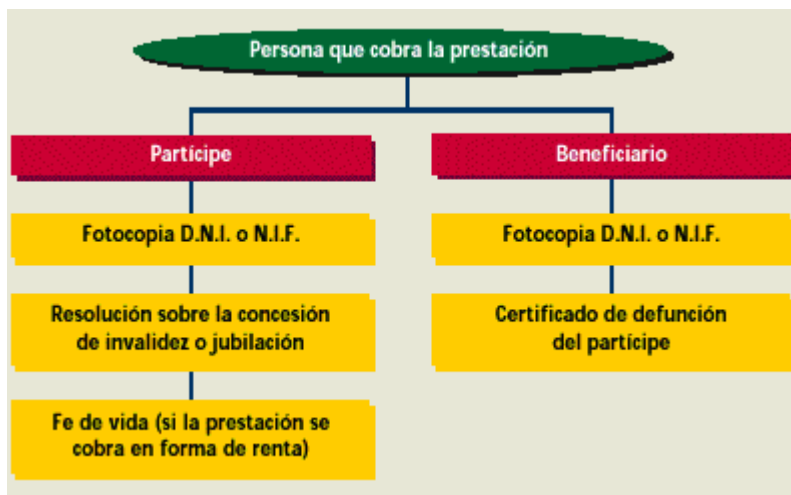 Persona que cobra la prestación
Partícipe
Beneficiario
Fotocopia D.N.I. o N.I.F.
Fotocopia D.N.I. o N.I.F.
Resolución sobre la concesión
de invalidez o jubilación
Certificado de defunción
del partícipe
Fe de vida (si la prestación se
cobra en forma de renta)